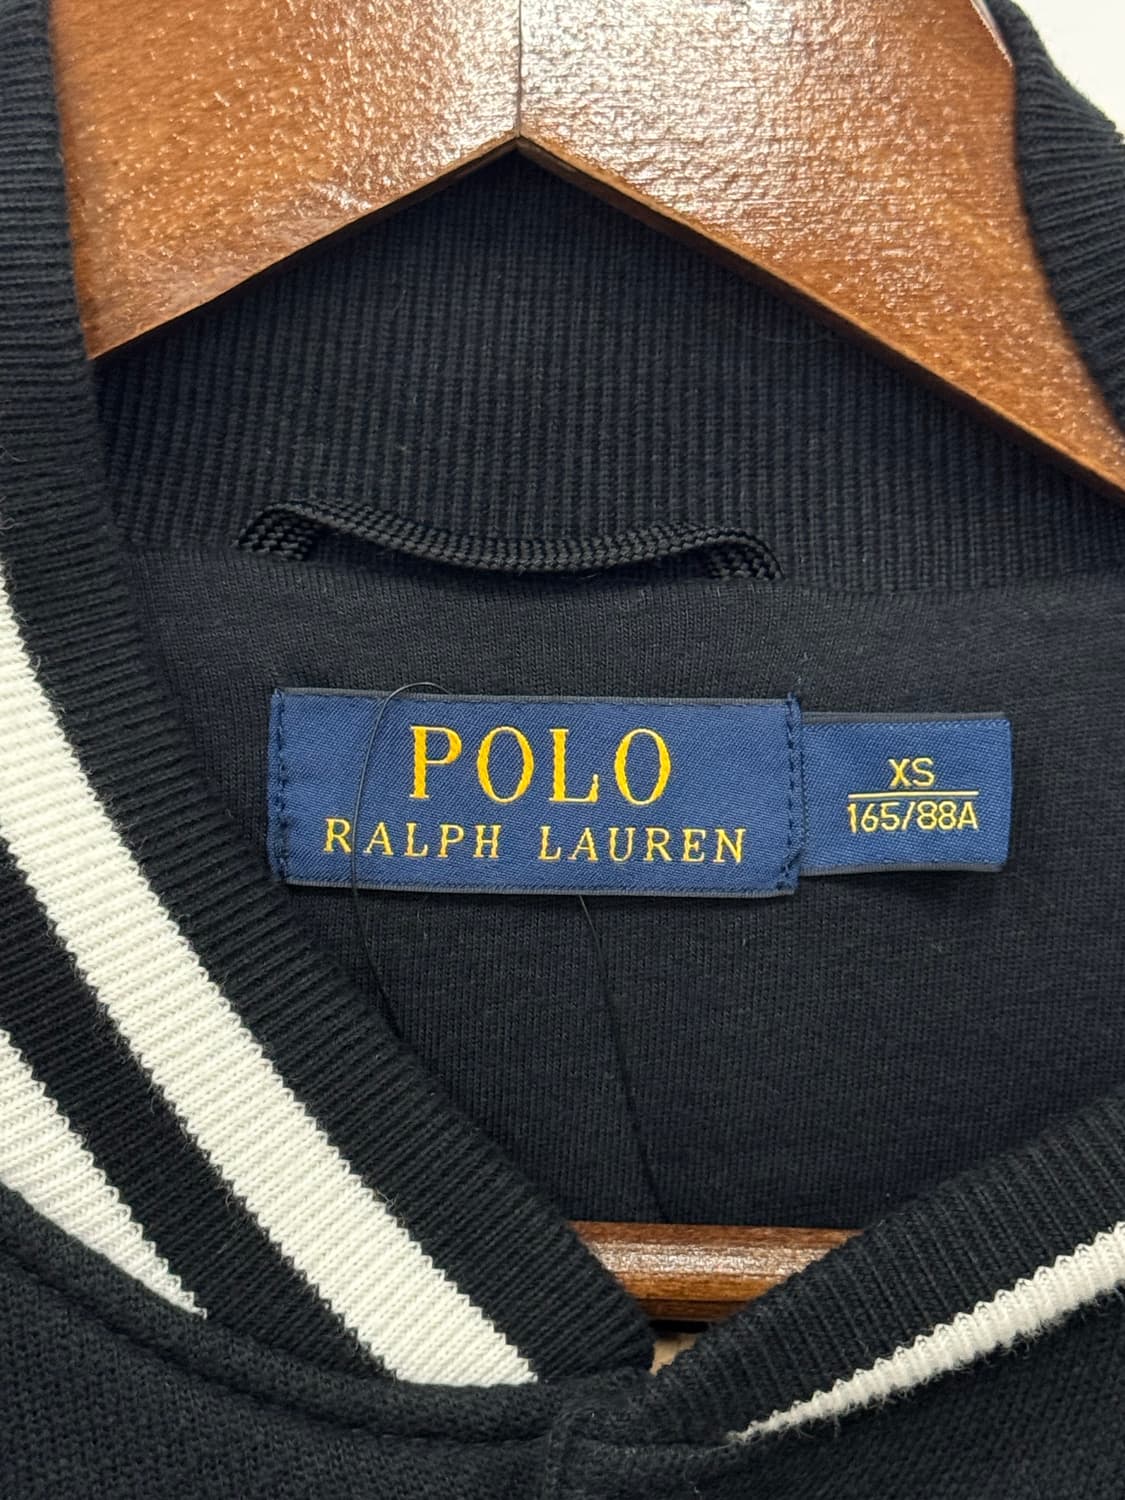 POLO
RALPH LAUREN
XS
165/88A